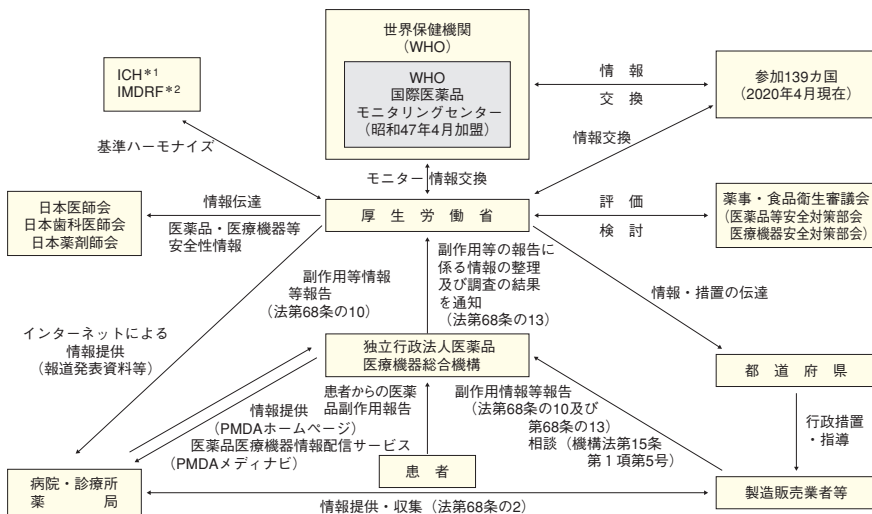 世界保健機関
(WHO)
WHO
国際医薬品
モニタリングセンター
(昭和47年4月加盟)
ICH*1
IMDRF*2
情 報
交 換
参加139カ国
(2020年4月現在)
基準ハーモナイズ
モニター情報交換
情報交換
日本医師会
日本歯科医師会
日本薬剤師会
情報伝達
医薬品・医療機器等
安全性情報
厚 生 労 働 省
評 価
検 討
薬事・食品衛生審議会
(医薬品等安全対策部会
医療機器安全対策部会)
副作用等情報
等報告
(法第68条の10)
副作用等の報告に
係る情報の整理
及び調査の結果
を通知
(法第68条の13)
情報・措置の伝達
インターネットによる
情報提供
(報道発表資料等)
独立行政法人医薬品
医療機器総合機構
都 道 府 県
患者からの医薬
品副作用報告
副作用情報等報告
(法第68条の10及び
第68条の13)
相談(機構法第15条
第1項第5号)
行政措置
・指導
情報提供
(PMDAホームページ)
医薬品医療機器情報配信サービス
(PMDAメディナビ)
患 者
病院・診療所
薬 局
情報提供・収集(法第68条の2)
製造販売業者等